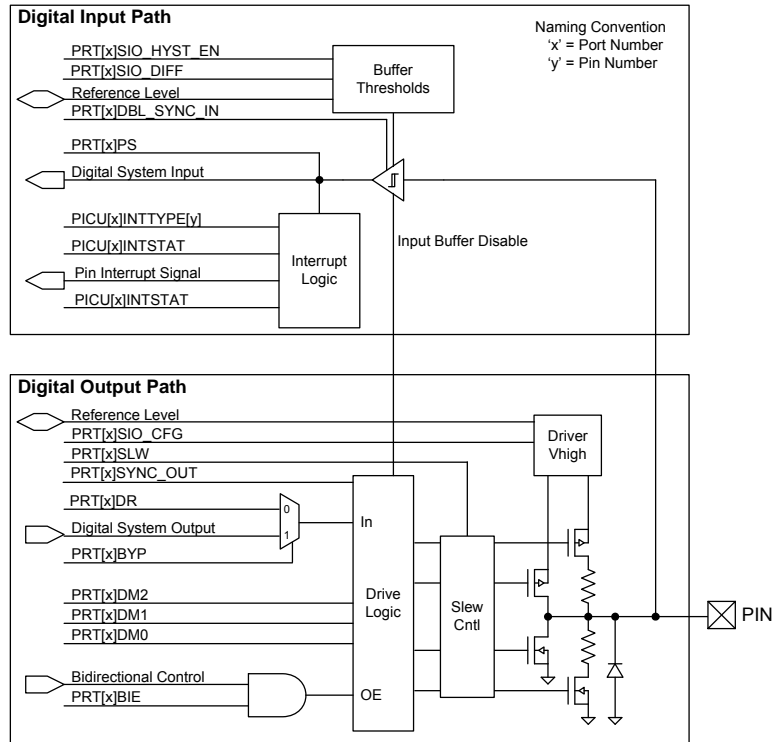 Digital Input Path
Naming Convention
‘x’ = Port Number
‘y’ = Pin Number
PRT[x]SIO_HYST_EN
PRT[x]SIO_DIFF
Reference Level
PRT[x]DBL_SYNC_IN
Buffer
Thresholds
PRT[x]PS
Digital System Input
PICU[x]INTTYPE[y]
PICU[x]INTSTAT
Pin Interrupt Signal
PICU[x]INTSTAT
Interrupt
Logic
Input Buffer Disable
Digital Output Path
Reference Level
PRT[x]SIO_CFG
PRT[x]SLW
PRT[x]SYNC_OUT
Driver
Vhigh
PRT[x]DR
Digital System Output
PRT[x]BYP
0
1
In
PRT[x]DM2
PRT[x]DM1
PRT[x]DM0
Drive
Logic
Slew
Cntl
PIN
Bidirectional Control
PRT[x]BIE
OE